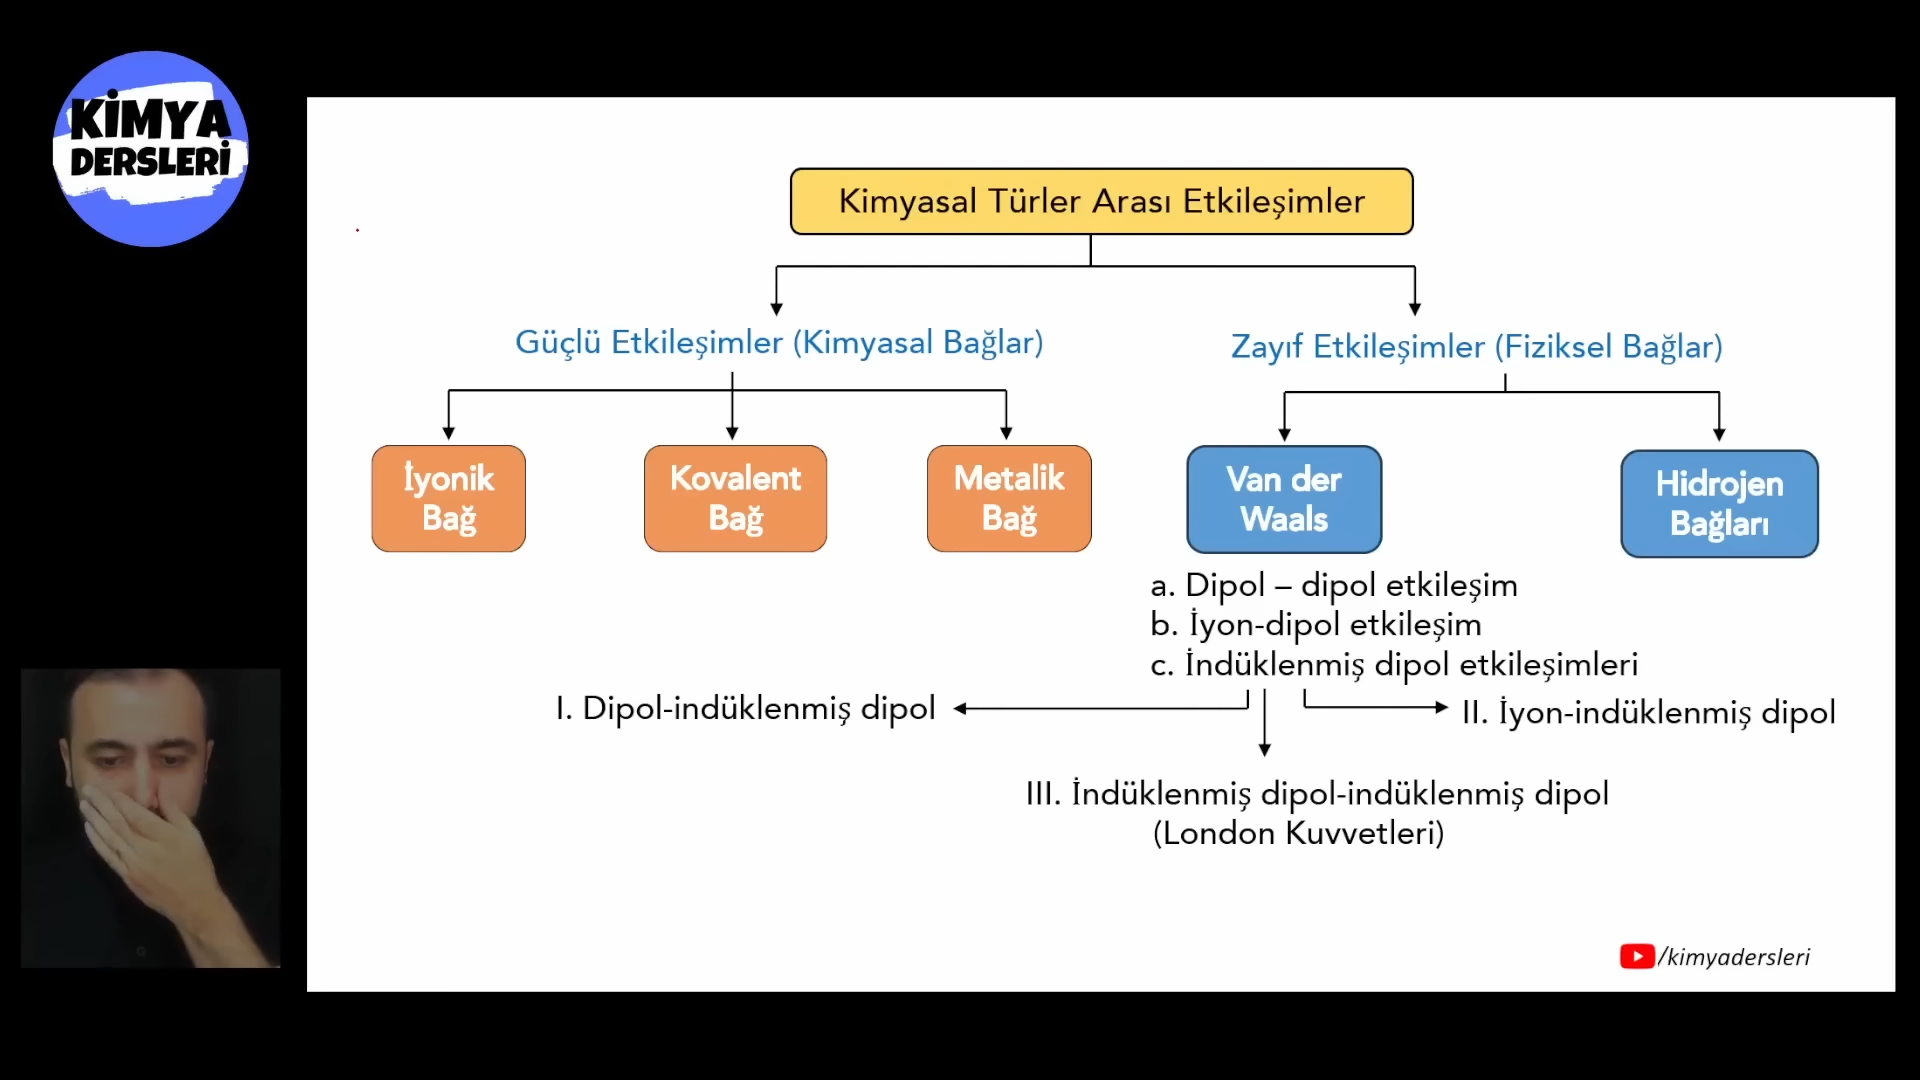 KİMYA
DERSLERİ
Kimyasal Türler Arası Etkileşimler
Güçlü Etkileşimler (Kimyasal Bağlar)
Zayıf Etkileşimler (Fiziksel Bağlar)
İyonik
Bağ
Kovalent
Bağ
Metalik
Bağ
Van der
Waals
Hidrojen
Bağları
a. Dipol – dipol etkileşim
b. İyon-dipol etkileşim
c. İndüklenmiş dipol etkileşimleri
I. Dipol-indüklenmiş dipol
II. İyon-indüklenmiş dipol
III. İndüklenmiş dipol-indüklenmiş dipol
(London Kuvvetleri)
/kimyadersleri